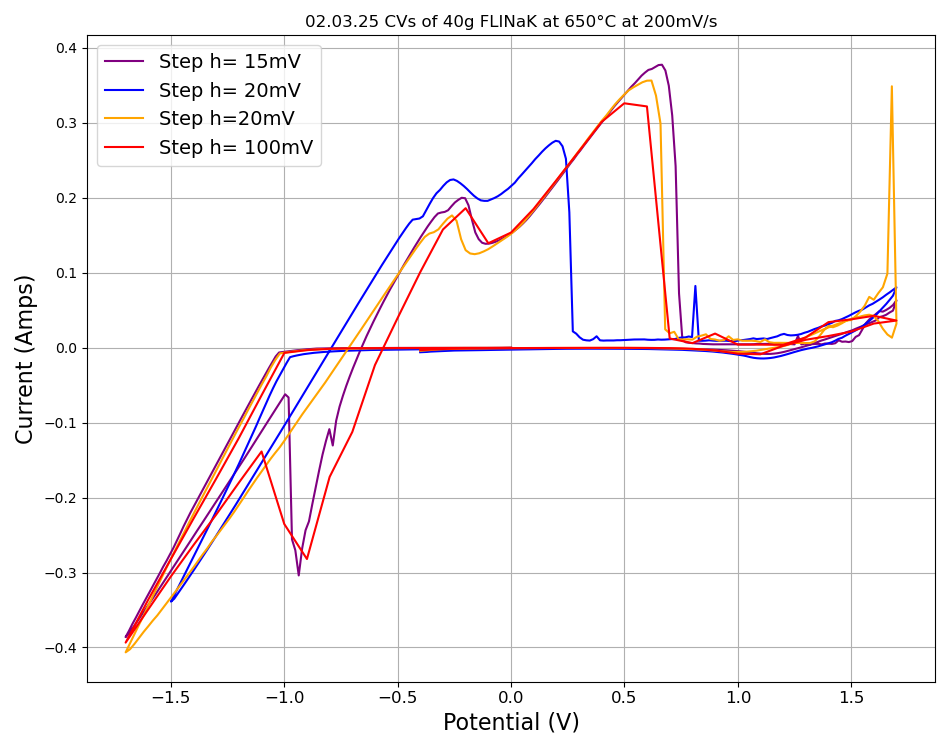 02.03.25 CVs of 40g FLINaK at 650°C at 200mV/s
Step h= 15mV
Step h= 20mV
Step h=20mV
Step h= 100mV
0.4
0.3
0.2
0.1
0.0
−0.1
−0.2
−0.3
−0.4
Current (Amps)
−1.5 −1.0 −0.5 0.0 0.5 1.0 1.5
Potential (V)